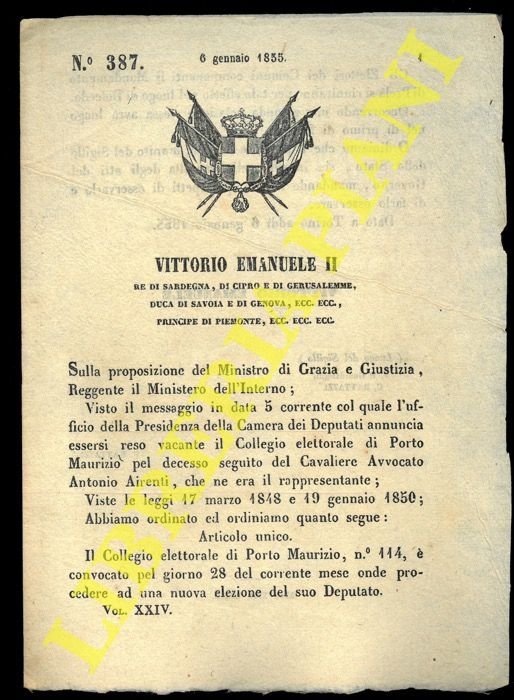 N.º 387.
6 gennaio 1855.
1
VITTORIO EMANUELE II
RE DI SARDEGNA, DI CIPRO E DI GERUSALEMME,
DUCA DI SAVOIA E DI GENOVA, ECC. ECC.,
PRINCIPE DI PIEMONTE, ECC. ECC. ECC.
Sulla proposizione del Ministro di Grazia e Giustizia,
Reggente il Ministero dell'Interno;
Visto il messaggio in data 5 corrente col quale l'uf-
ficio della Presidenza della Camera dei Deputati annuncia
essersi reso vacante il Collegio elettorale di Porto
Maurizio pel decesso seguito del Cavaliere Avvocato
Antonio Airenti, che ne era il rappresentante;
Viste le leggi 17 marzo 1848 e 19 gennaio 1850;
Abbiamo ordinato ed ordiniamo quanto segue:
Articolo unico.
Il Collegio elettorale di Porto Maurizio, n.º 114, è
convocato pel giorno 28 del corrente mese onde pro-
cedere ad una nuova elezione del suo Deputato.
VOL. XXIV.
LIBRERIA PIANI